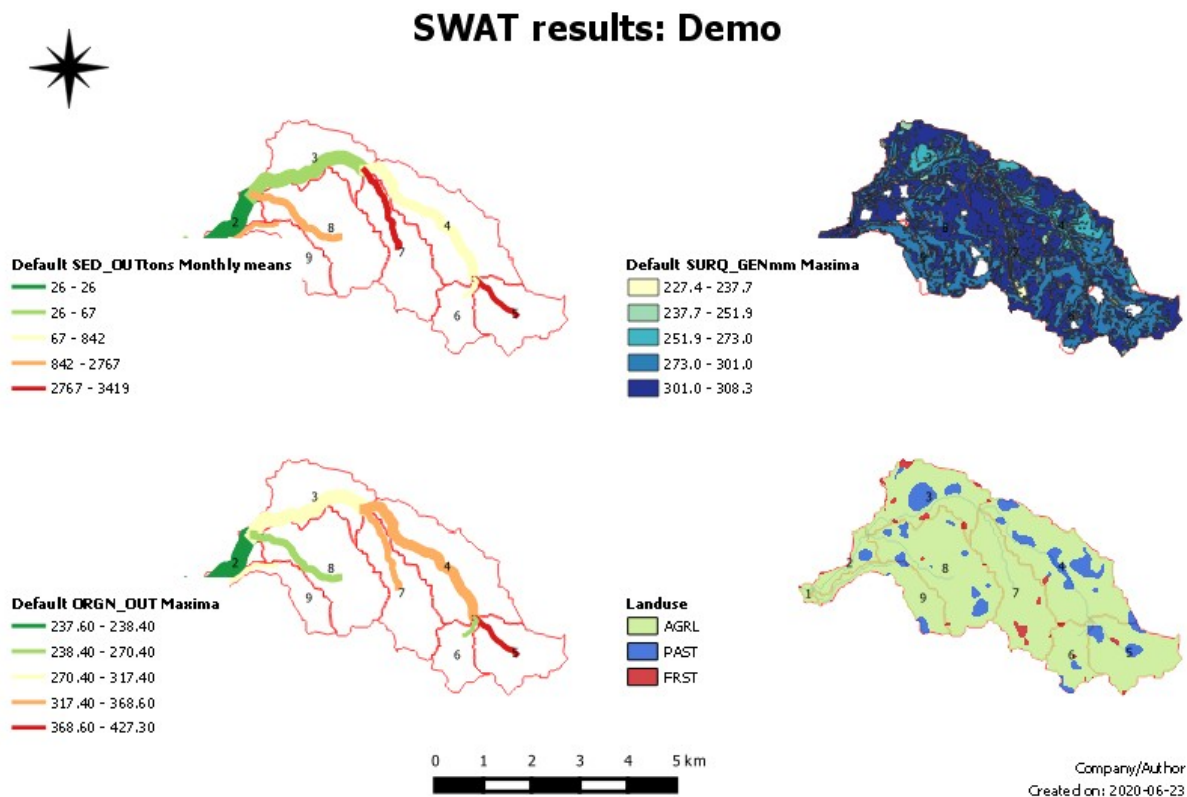 SWAT results: Demo
3
2
8
4
9
7
6
5
Default SED_OUTtons Monthly means
26 - 26
26 - 67
67 - 842
842 - 2767
2767 - 3419
Default SURQ_GENmm Maxima
227.4 - 237.7
237.7 - 251.9
251.9 - 273.0
273.0 - 301.0
301.0 - 308.3
3
2
8
4
9
7
6
5
Default ORGN_OUT Maxima
237.60 - 238.40
238.40 - 270.40
270.40 - 317.40
317.40 - 368.60
368.60 - 427.30
3
2
8
4
1
9
7
6
5
Landuse
AGRL
PAST
FRST
0 1 2 3 4 5 km
Company/Author
Created on: 2020-06-23